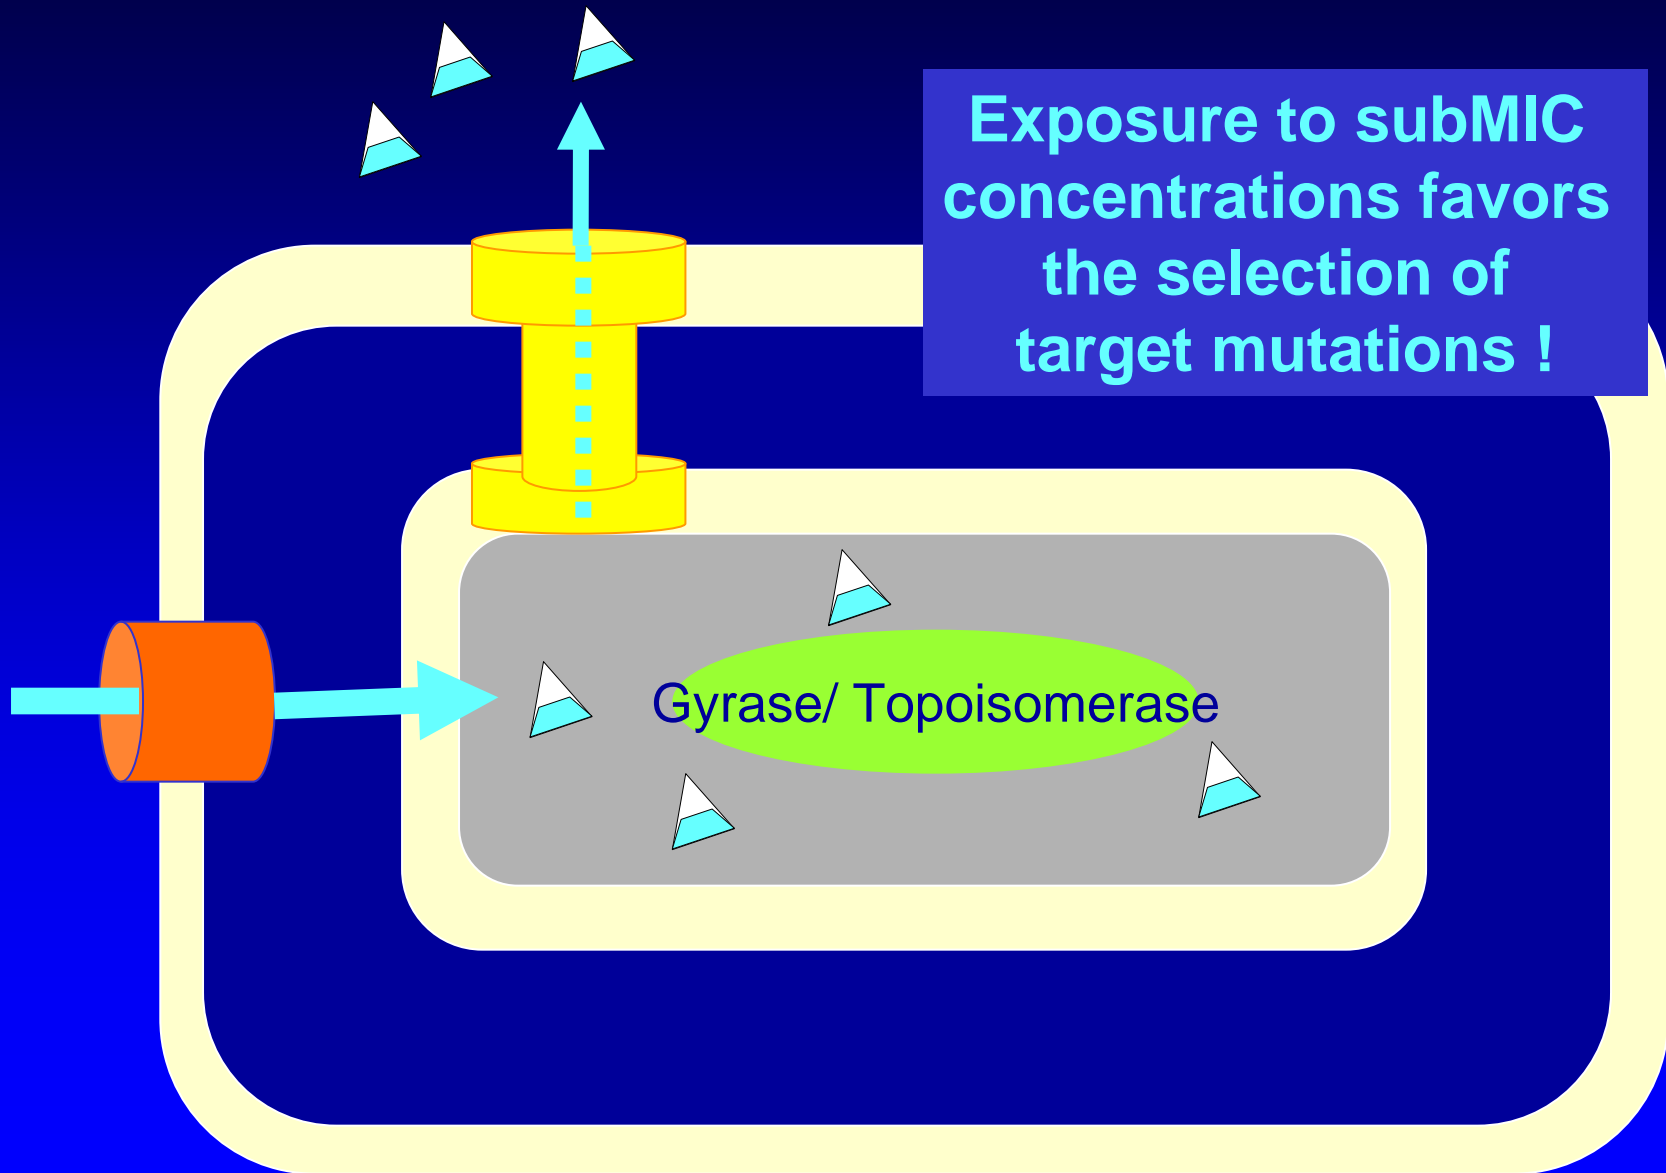 Exposure to subMIC
concentrations favors
the selection of
target mutations !
Gyrase/ Topoisomerase